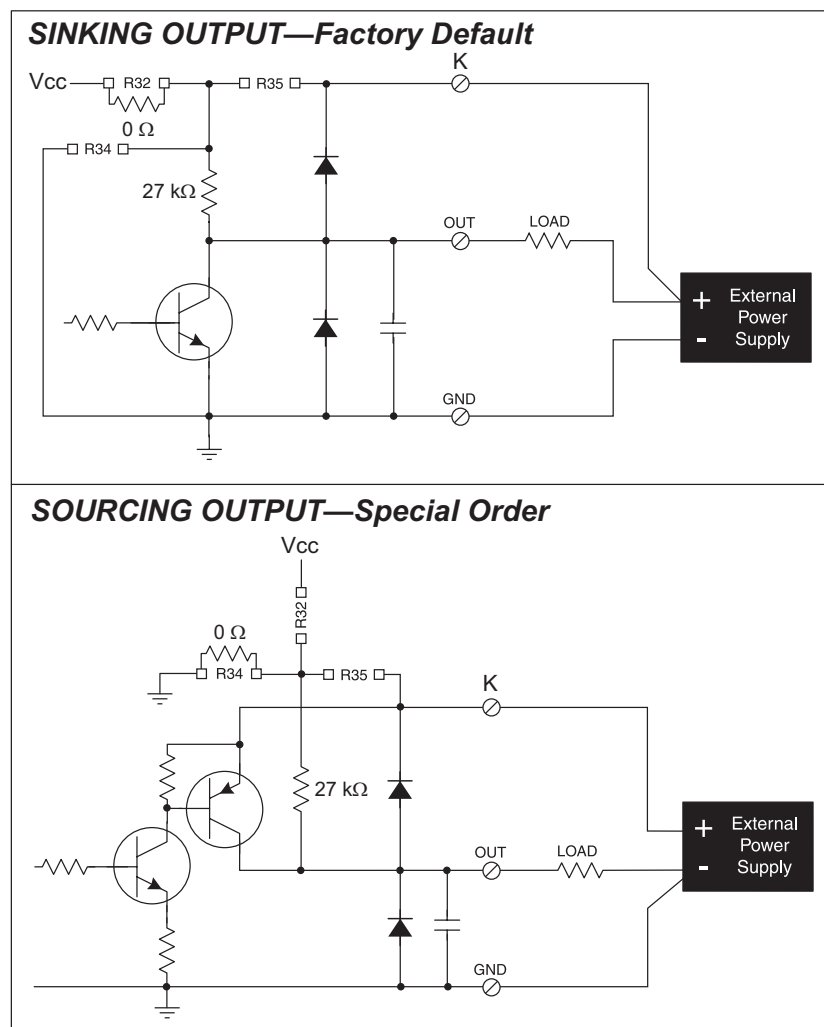 SINKING OUTPUT—Factory Default
K
Vcc
R32
R35
0 Ω
R34
27 kΩ
OUT
LOAD
+ External
Power
- Supply
GND
SOURCING OUTPUT—Special Order
Vcc
R32
0 Ω
R34
R35
K
27 kΩ
+ External
Power
- Supply
OUT
LOAD
GND